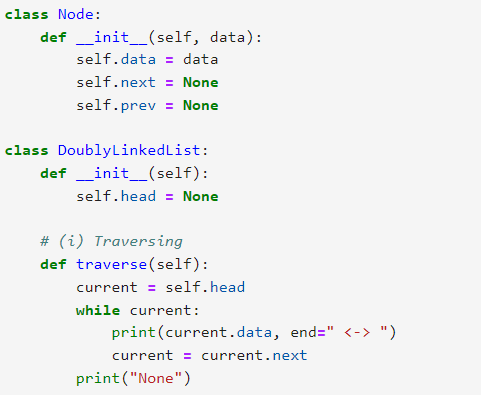 class Node:
    def __init__(self, data):
        self.data = data
        self.next = None
        self.prev = None

class DoublyLinkedList:
    def __init__(self):
        self.head = None

    # (i) Traversing
    def traverse(self):
        current = self.head
        while current:
            print(current.data, end=" <-> ")
            current = current.next
        print("None")